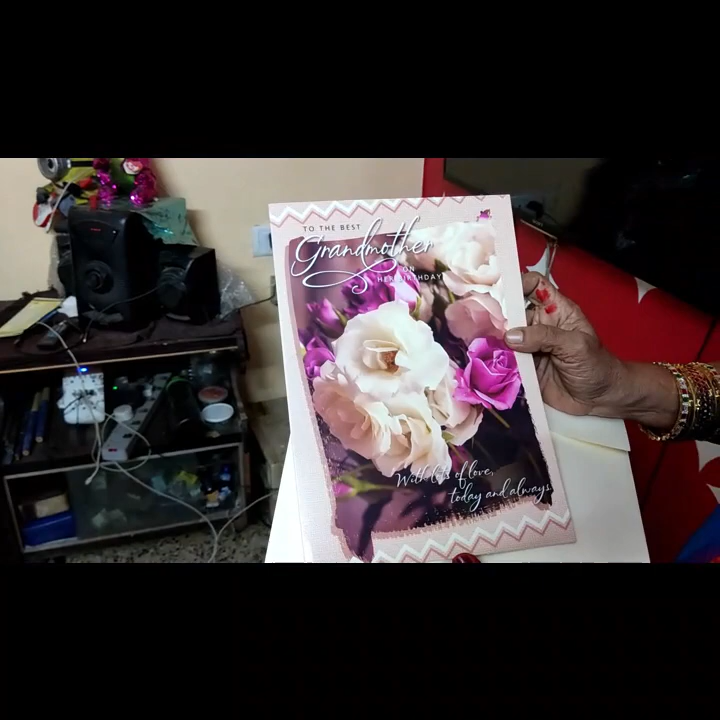 TO THE BEST
Grandmother
ON
HER BIRTHDAY
With lots of love,
today and always.